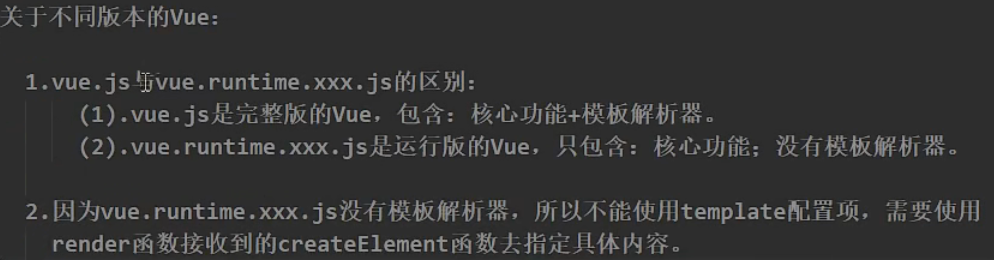 关于不同版本的Vue：
1.vue.js与vue.runtime.xxx.js的区别：
(1).vue.js是完整版的Vue，包含：核心功能+模板解析器。
(2).vue.runtime.xxx.js是运行版的Vue，只包含：核心功能；没有模板解析器。
2.因为vue.runtime.xxx.js没有模板解析器，所以不能使用template配置项，需要使用
render函数接收到的createElement函数去指定具体内容。